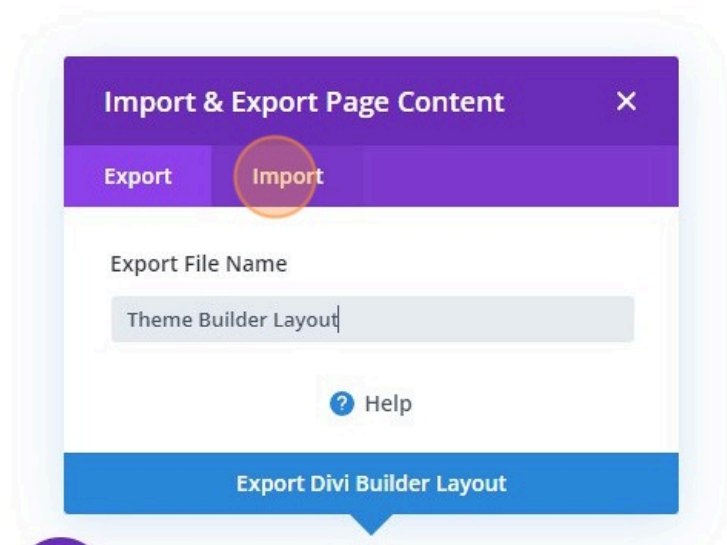 Import & Export Page Content
Export Import
Export File Name
Theme Builder Layout
? Help
Export Divi Builder Layout